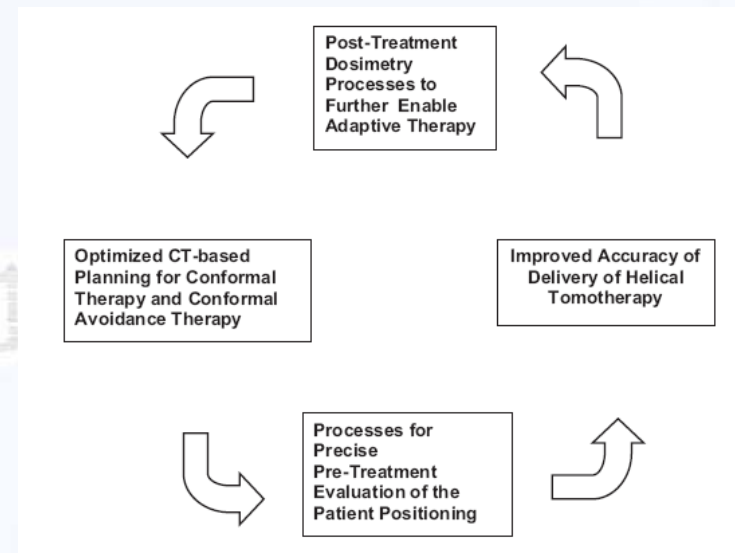 Post-Treatment
Dosimetry
Processes to
Further Enable
Adaptive Therapy
Optimized CT-based
Planning for Conformal
Therapy and Conformal
Avoidance Therapy
Improved Accuracy of
Delivery of Helical
Tomotherapy
Processes for
Precise
Pre-Treatment
Evaluation of the
Patient Positioning